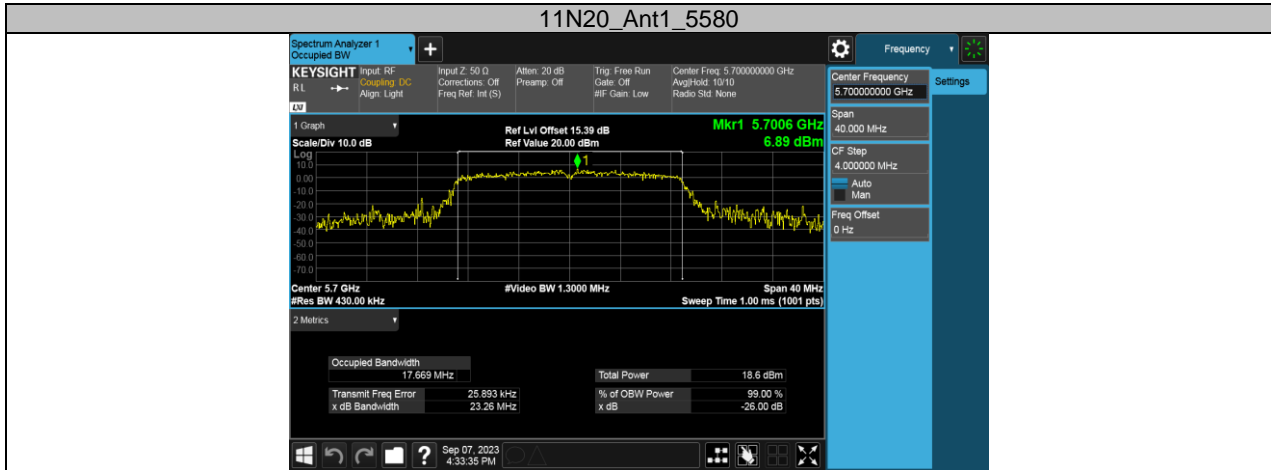 11N20_Ant1_5580
Spectrum Analyzer 1
Occupied BW
Frequency
KEYSIGHT
R L
LXI
Input: RF
Coupling: DC
Align: Light
Input Z: 50 Ω
Corrections: Off
Freq Ref: Int (S)
Atten: 20 dB
Preamp: Off
Trig: Free Run
Gate: Off
#IF Gain: Low
Center Freq: 5.700000000 GHz
Avg|Hold: 10/10
Radio Std: None
Center Frequency
5.700000000 GHz
Settings
Span
40.000 MHz
CF Step
4.000000 MHz
Auto
Man
Freq Offset
0 Hz
1 Graph
Scale/Div 10.0 dB
Ref Lvl Offset 15.39 dB
Ref Value 20.00 dBm
Mkr1 5.7006 GHz
6.89 dBm
Log
10.0
0.00
-10.0
-20.0
-30.0
-40.0
-50.0
-60.0
-70.0
1
Center 5.7 GHz
#Res BW 430.00 kHz
#Video BW 1.3000 MHz
Span 40 MHz
Sweep Time 1.00 ms (1001 pts)
2 Metrics
Occupied Bandwidth
17.669 MHz
Total Power 18.6 dBm
Transmit Freq Error 25.893 kHz
% of OBW Power 99.00 %
x dB Bandwidth 23.26 MHz
x dB -26.00 dB
?
Sep 07, 2023
4:33:35 PM